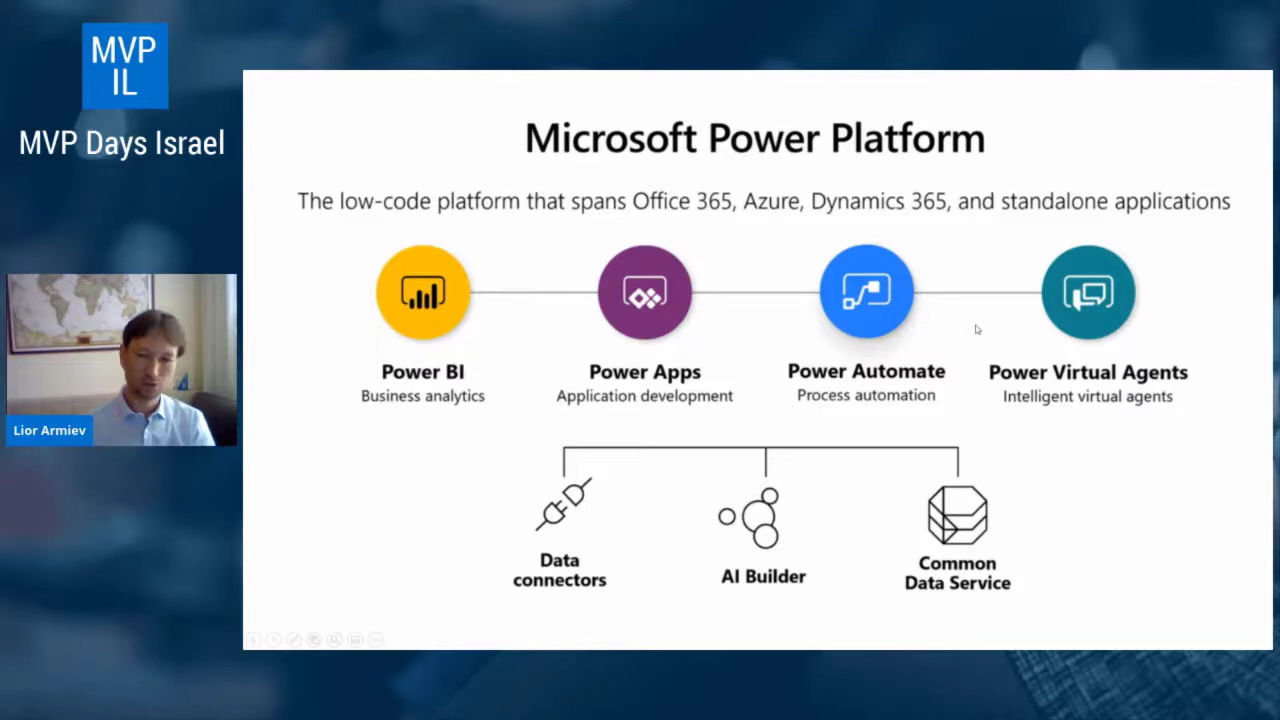 MVP
IL
MVP Days Israel
Microsoft Power Platform
The low-code platform that spans Office 365, Azure, Dynamics 365, and standalone applications
Power BI
Business analytics
Power Apps
Application development
Power Automate
Process automation
Power Virtual Agents
Intelligent virtual agents
Data
connectors
AI Builder
Common
Data Service
Lior Armiev